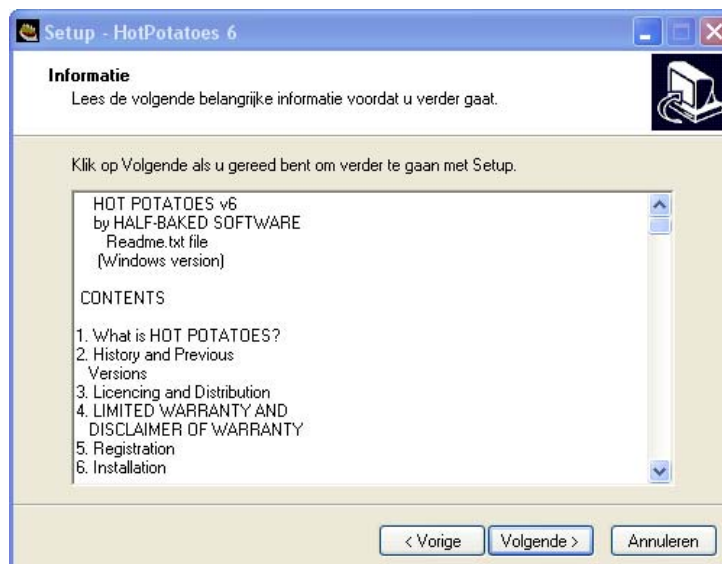 Setup - HotPotatoes 6
Informatie
Lees de volgende belangrijke informatie voordat u verder gaat.
Klik op Volgende als u gereed bent om verder te gaan met Setup.
HOT POTATOES v6
by HALF-BAKED SOFTWARE
Readme.txt file
(Windows version)
CONTENTS
1. What is HOT POTATOES?
2. History and Previous
Versions
3. Licencing and Distribution
4. LIMITED WARRANTY AND
DISCLAIMER OF WARRANTY
5. Registration
6. Installation
< Vorige
Volgende >
Annuleren